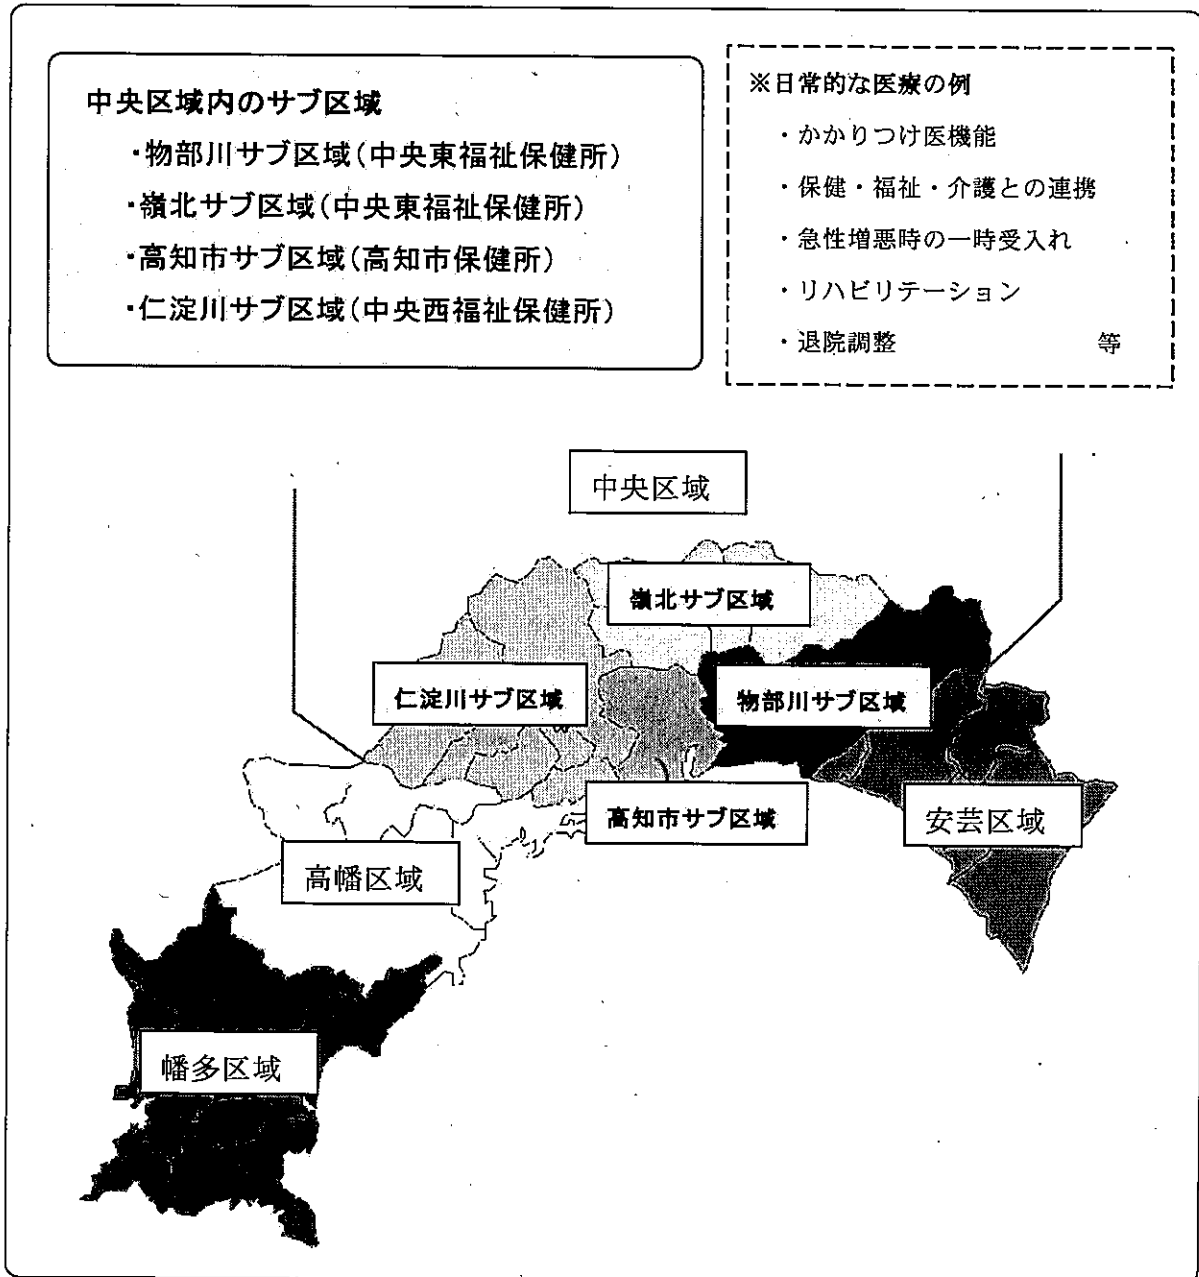 中央区域内のサブ区域
・物部川サブ区域(中央東福祉保健所)
・嶺北サブ区域(中央東福祉保健所)
・高知市サブ区域(高知市保健所)
・仁淀川サブ区域(中央西福祉保健所)
※日常的な医療の例
・かかりつけ医機能
・保健・福祉・介護との連携
・急性増悪時の一時受入れ
・リハビリテーション
・退院調整 等
中央区域
嶺北サブ区域
仁淀川サブ区域
物部川サブ区域
高知市サブ区域
安芸区域
高幡区域
幡多区域